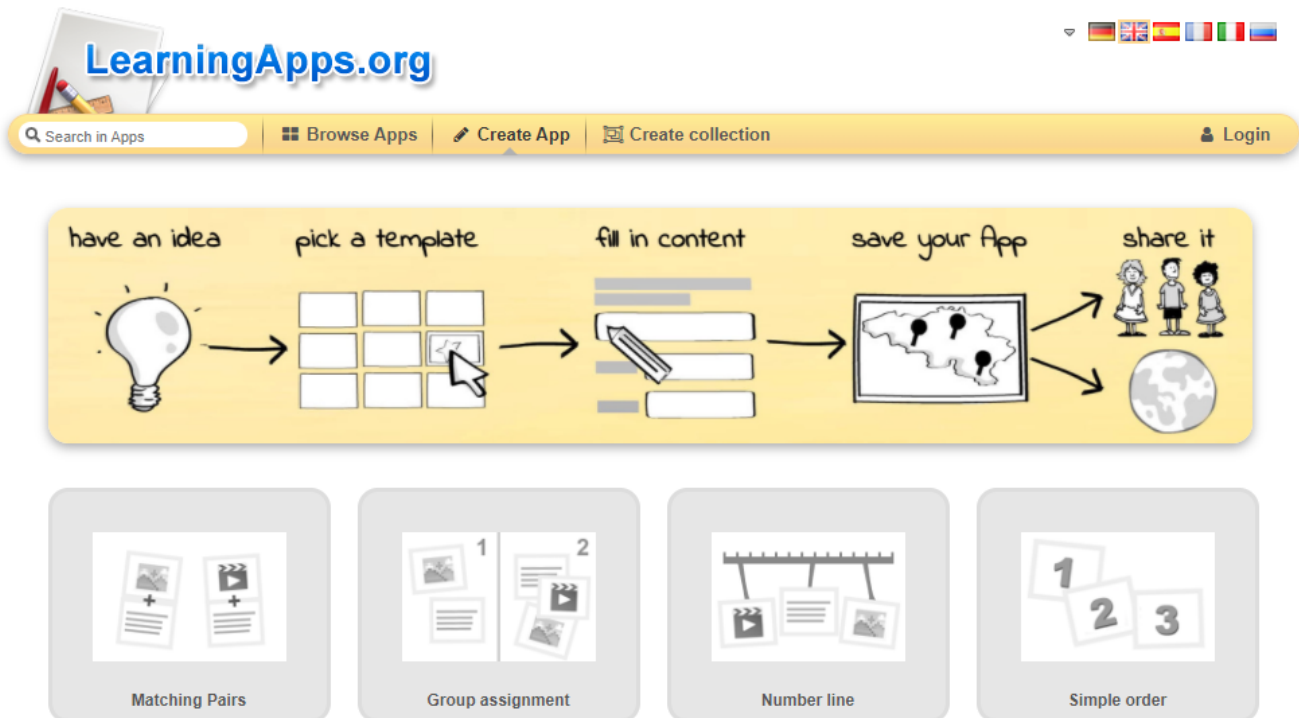 LearningApps.org
Search in Apps
Browse Apps
Create App
Create collection
Login
have an idea
pick a template
fill in content
save your App
share it
1
2
1
2
3
Matching Pairs
Group assignment
Number line
Simple order